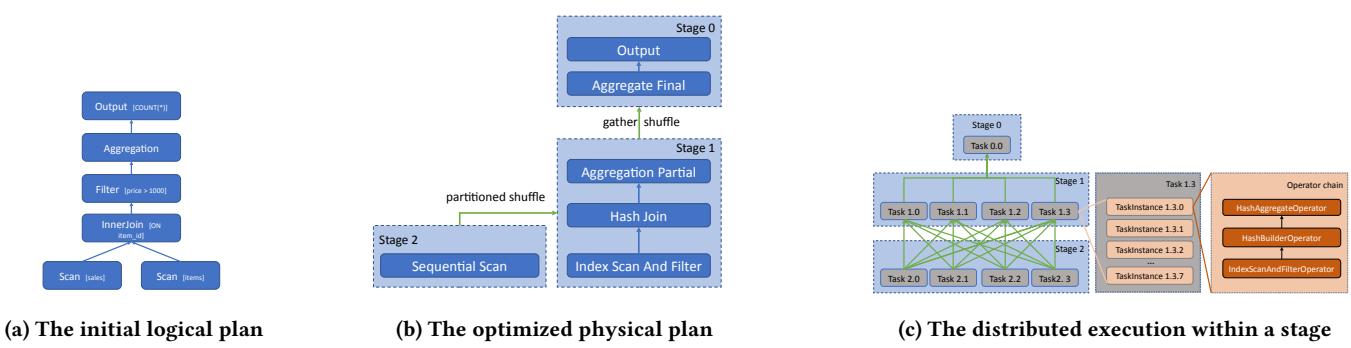 Output [COUNT(*)]
Aggregation
Filter [price > 1000]
InnerJoin [ON
item_id]
Scan [sales]
Scan [items]
(a) The initial logical plan
Stage 0
Output
Aggregate Final
gather shuffle
Stage 1
Aggregation Partial
partitioned shuffle
Hash Join
Stage 2
Sequential Scan
Index Scan And Filter
(b) The optimized physical plan
Stage 0
Task 0.0
Stage 1
Task 1.0
Task 1.1
Task 1.2
Task 1.3
Stage 2
Task 2.0
Task 2.1
Task 2.2
Task2. 3
Task 1.3
TaskInstance 1.3.0
TaskInstance 1.3.1
TaskInstance 1.3.2
...
TaskInstance 1.3.7
Operator chain
HashAggregateOperator
HashBuilderOperator
IndexScanAndFilterOperator
(c) The distributed execution within a stage